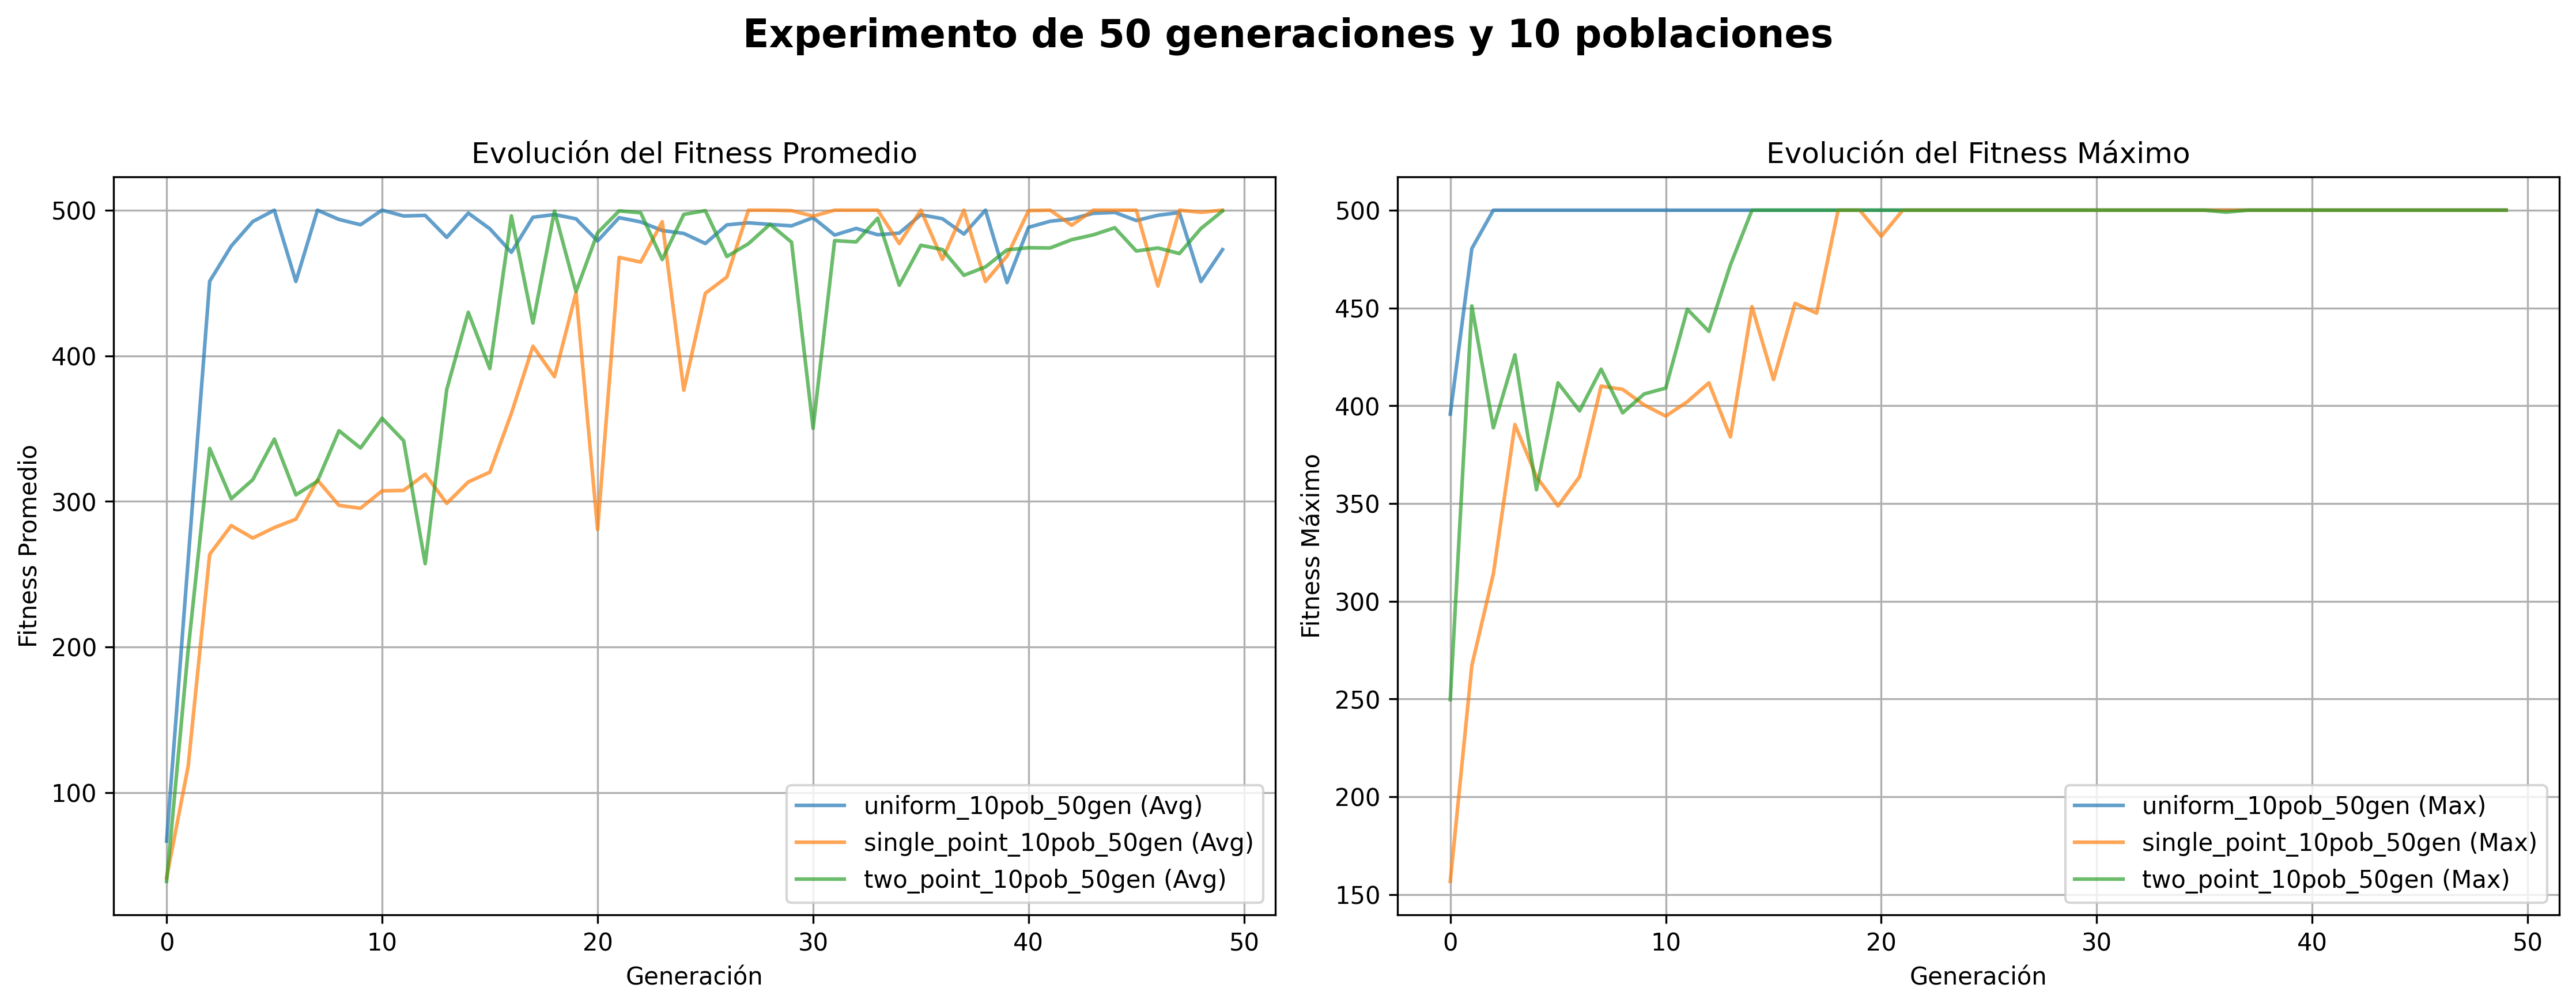 Experimento de 50 generaciones y 10 poblaciones
Evolución del Fitness Promedio
Fitness Promedio
500
400
300
200
100
0 10 20 30 40 50
Generación
uniform_10pob_50gen (Avg)
single_point_10pob_50gen (Avg)
two_point_10pob_50gen (Avg)
Evolución del Fitness Máximo
Fitness Máximo
500
450
400
350
300
250
200
150
0 10 20 30 40 50
Generación
uniform_10pob_50gen (Max)
single_point_10pob_50gen (Max)
two_point_10pob_50gen (Max)